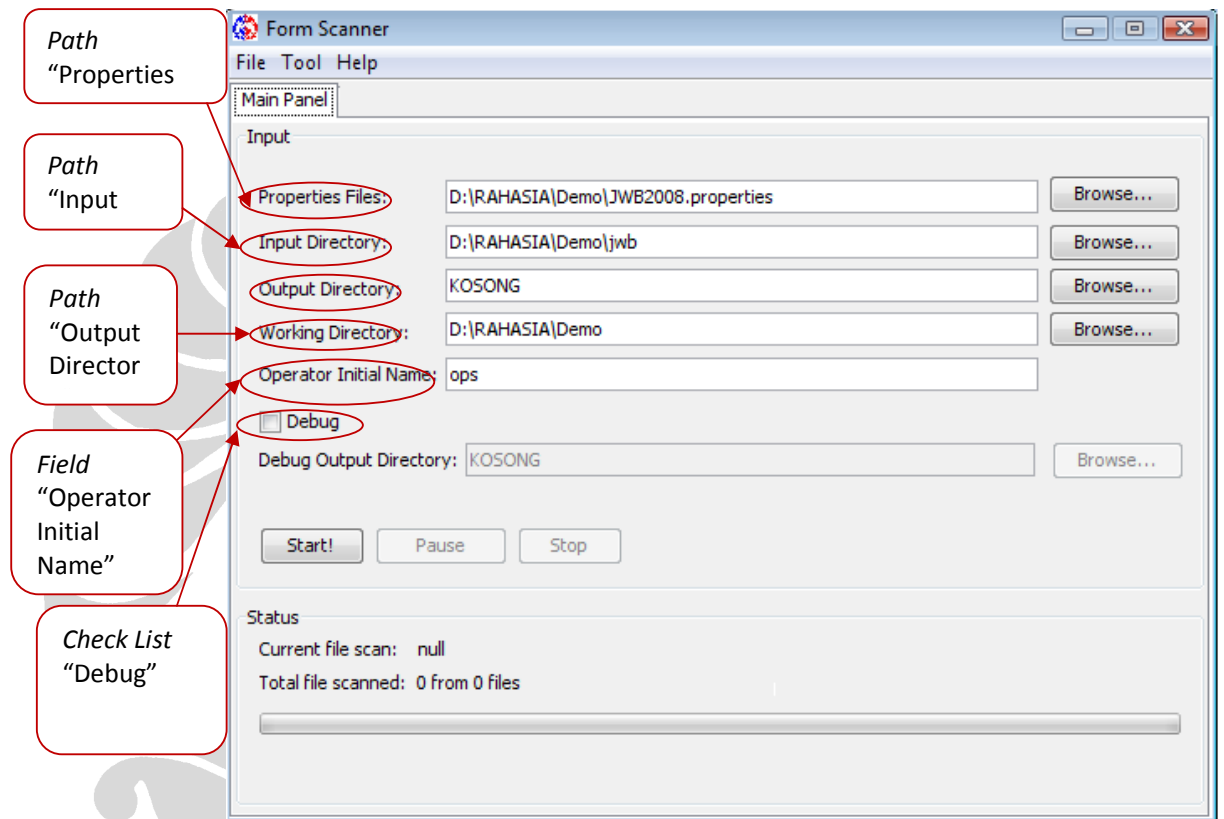 Path
“Properties
Path
“Input
Path
“Output
Director
Field
“Operator
Initial
Name”
Check List
“Debug”
Form Scanner
File Tool Help
Main Panel
Input
Properties Files: D:\RAHASIA\Demo\JWB2008.properties Browse...
Input Directory: D:\RAHASIA\Demo\jwb Browse...
Output Directory: KOSONG Browse...
Working Directory: D:\RAHASIA\Demo Browse...
Operator Initial Name: ops
Debug
Debug Output Directory: KOSONG Browse...
Start! Pause Stop
Status
Current file scan: null
Total file scanned: 0 from 0 files